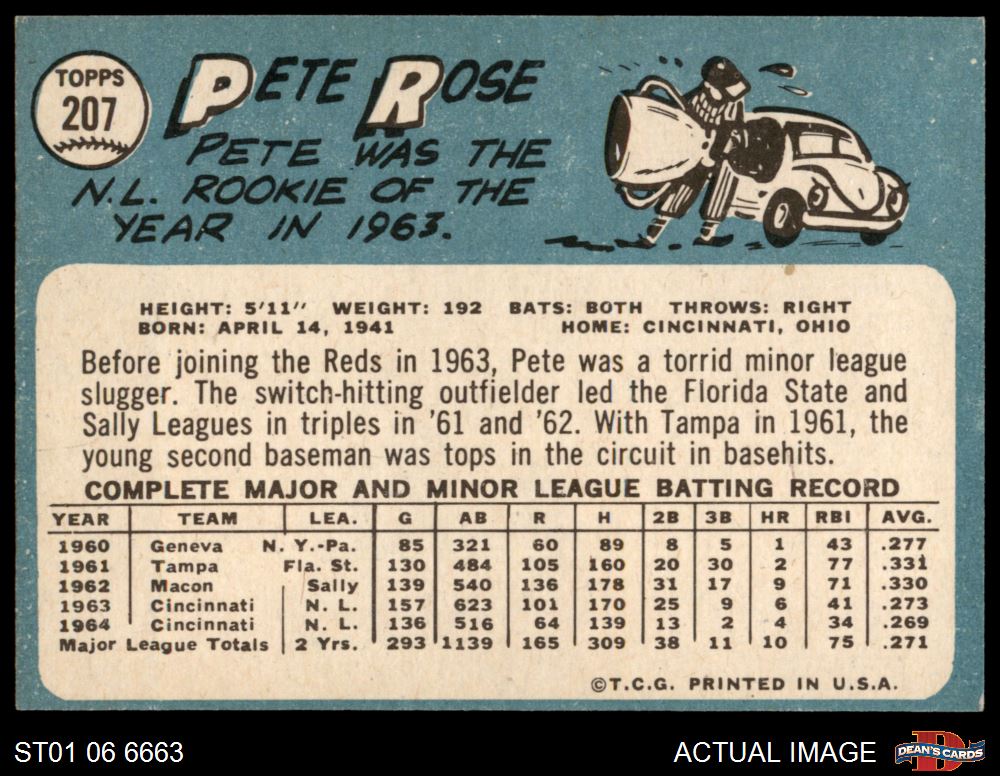 TOPPS
207
PETE ROSE
PETE WAS THE
N.L. ROOKIE OF THE
YEAR IN 1963.
HEIGHT: 5'11" WEIGHT: 192 BATS: BOTH THROWS: RIGHT
BORN: APRIL 14, 1941 HOME: CINCINNATI, OHIO
Before joining the Reds in 1963, Pete was a torrid minor league
slugger. The switch-hitting outfielder led the Florida State and
Sally Leagues in triples in '61 and '62. With Tampa in 1961, the
young second baseman was tops in the circuit in basehits.
COMPLETE MAJOR AND MINOR LEAGUE BATTING RECORD
YEAR TEAM LEA. G AB R H 2B 3B HR RBI AVG.
1960 Geneva N. Y.-Pa. 85 321 60 89 8 5 1 43 .277
1961 Tampa Fla. St. 130 484 105 160 20 30 2 77 .331
1962 Macon Sally 139 540 136 178 31 17 9 71 .330
1963 Cincinnati N. L. 157 623 101 170 25 9 6 41 .273
1964 Cincinnati N. L. 136 516 64 139 13 2 4 34 .269
Major League Totals 2 Yrs. 293 1139 165 309 38 11 10 75 .271
©T.C.G. PRINTED IN U.S.A.
ST01 06 6663 ACTUAL IMAGE DEAN'S CARDS